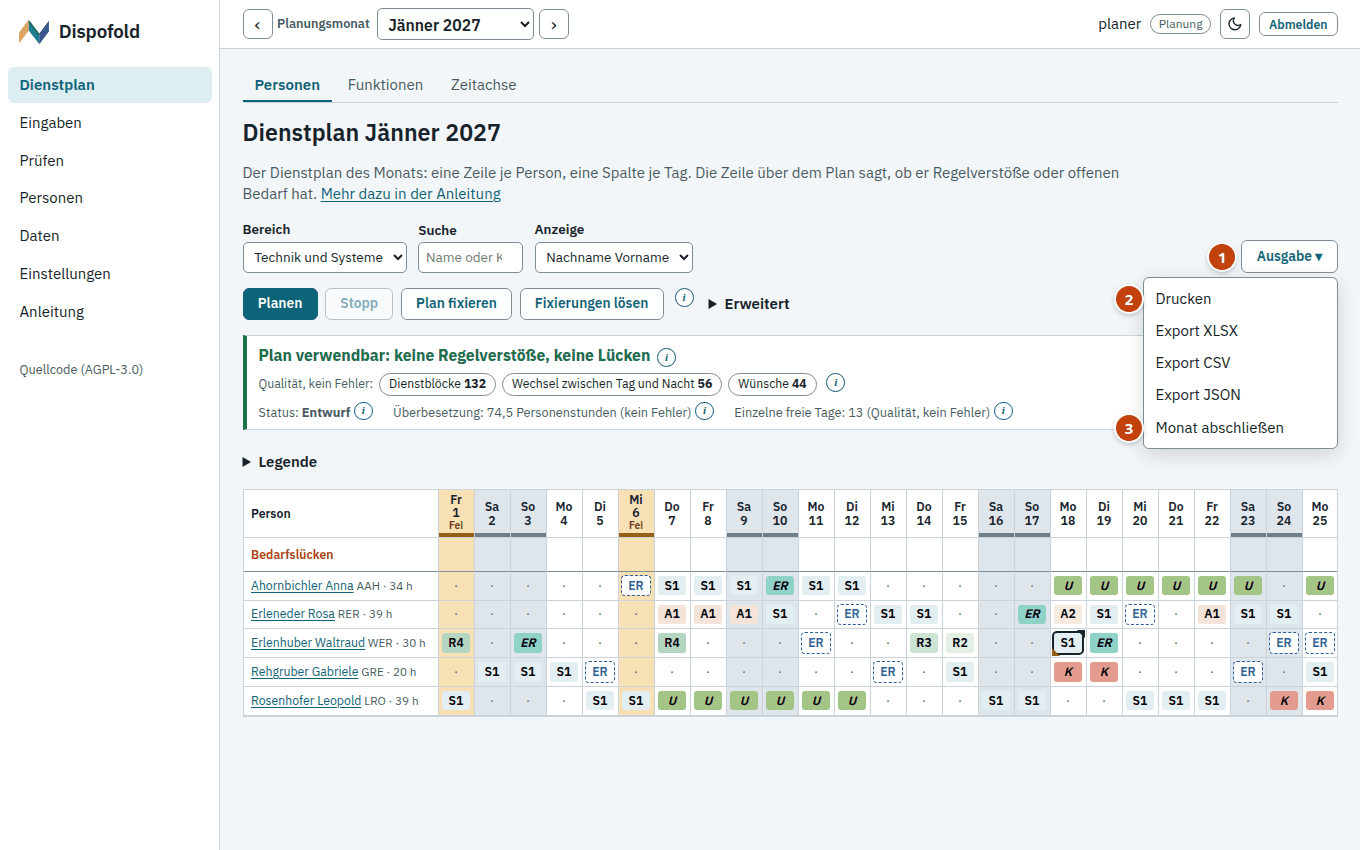 Dispofold
‹ Planungsmonat Jänner 2027 ›
planer Planung Abmelden
Dienstplan
Eingaben
Prüfen
Personen
Daten
Einstellungen
Anleitung
Quellcode (AGPL-3.0)
Personen Funktionen Zeitachse
Dienstplan Jänner 2027
Der Dienstplan des Monats: eine Zeile je Person, eine Spalte je Tag. Die Zeile über dem Plan sagt, ob er Regelverstöße oder offenen
Bedarf hat. Mehr dazu in der Anleitung
Bereich Suche Anzeige
Technik und Systeme Name oder K Nachname Vorname 1 Ausgabe ▾
Planen Stopp Plan fixieren Fixierungen lösen i ▶ Erweitert
2 Drucken
Export XLSX
Export CSV
Export JSON
3 Monat abschließen
Plan verwendbar: keine Regelverstöße, keine Lücken i
Qualität, kein Fehler: Dienstblöcke 132 Wechsel zwischen Tag und Nacht 56 Wünsche 44 i
Status: Entwurf i Überbesetzung: 74,5 Personenstunden (kein Fehler) i Einzelne freie Tage: 13 (Qualität, kein Fehler) i
▶ Legende
Person Fr 1 Fei Sa 2 So 3 Mo 4 Di 5 Mi 6 Fei Do 7 Fr 8 Sa 9 So 10 Mo 11 Di 12 Mi 13 Do 14 Fr 15 Sa 16 So 17 Mo 18 Di 19 Mi 20 Do 21 Fr 22 Sa 23 So 24 Mo 25
Bedarfslücken
Ahornbichler Anna AAH · 34 h · · · · · ER S1 S1 S1 ER S1 S1 · · · · · U U U U U U · U
Erleneder Rosa RER · 39 h · · · · · · A1 A1 A1 S1 · ER S1 S1 · · ER A2 S1 ER · A1 S1 S1 ·
Erlenhuber Waltraud WER · 30 h R4 · ER · · · R4 · · · ER · · R3 R2 · · S1 ER · · · · ER ER
Rehgruber Gabriele GRE · 20 h · S1 S1 S1 ER · · · · · · · ER · S1 · · K K · · · ER · S1
Rosenhofer Leopold LRO · 39 h S1 · · · S1 S1 U U U U U U · · · S1 S1 · · S1 S1 S1 · K K